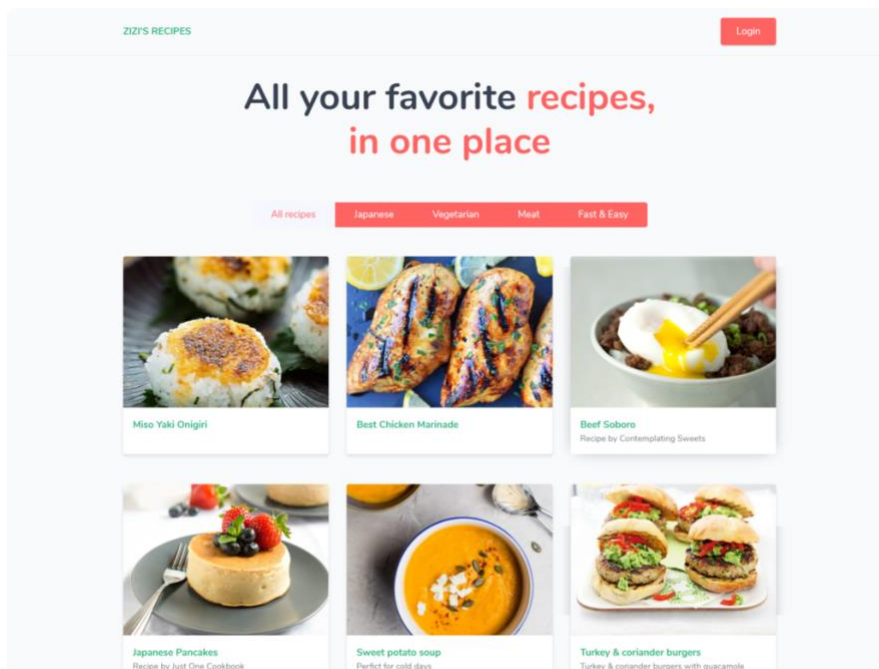 ZIZI'S RECIPES
Login
All your favorite recipes,
in one place
All recipes
Japanese
Vegetarian
Meat
Fast & Easy
Miso Yaki Onigiri
Best Chicken Marinade
Beef Soboro
Recipe by Contemplating Sweets
Japanese Pancakes
Recipe by Just One Cookbook
Sweet potato soup
Perfict for cold days
Turkey & coriander burgers
Turkey & coriander burgers with guacamole